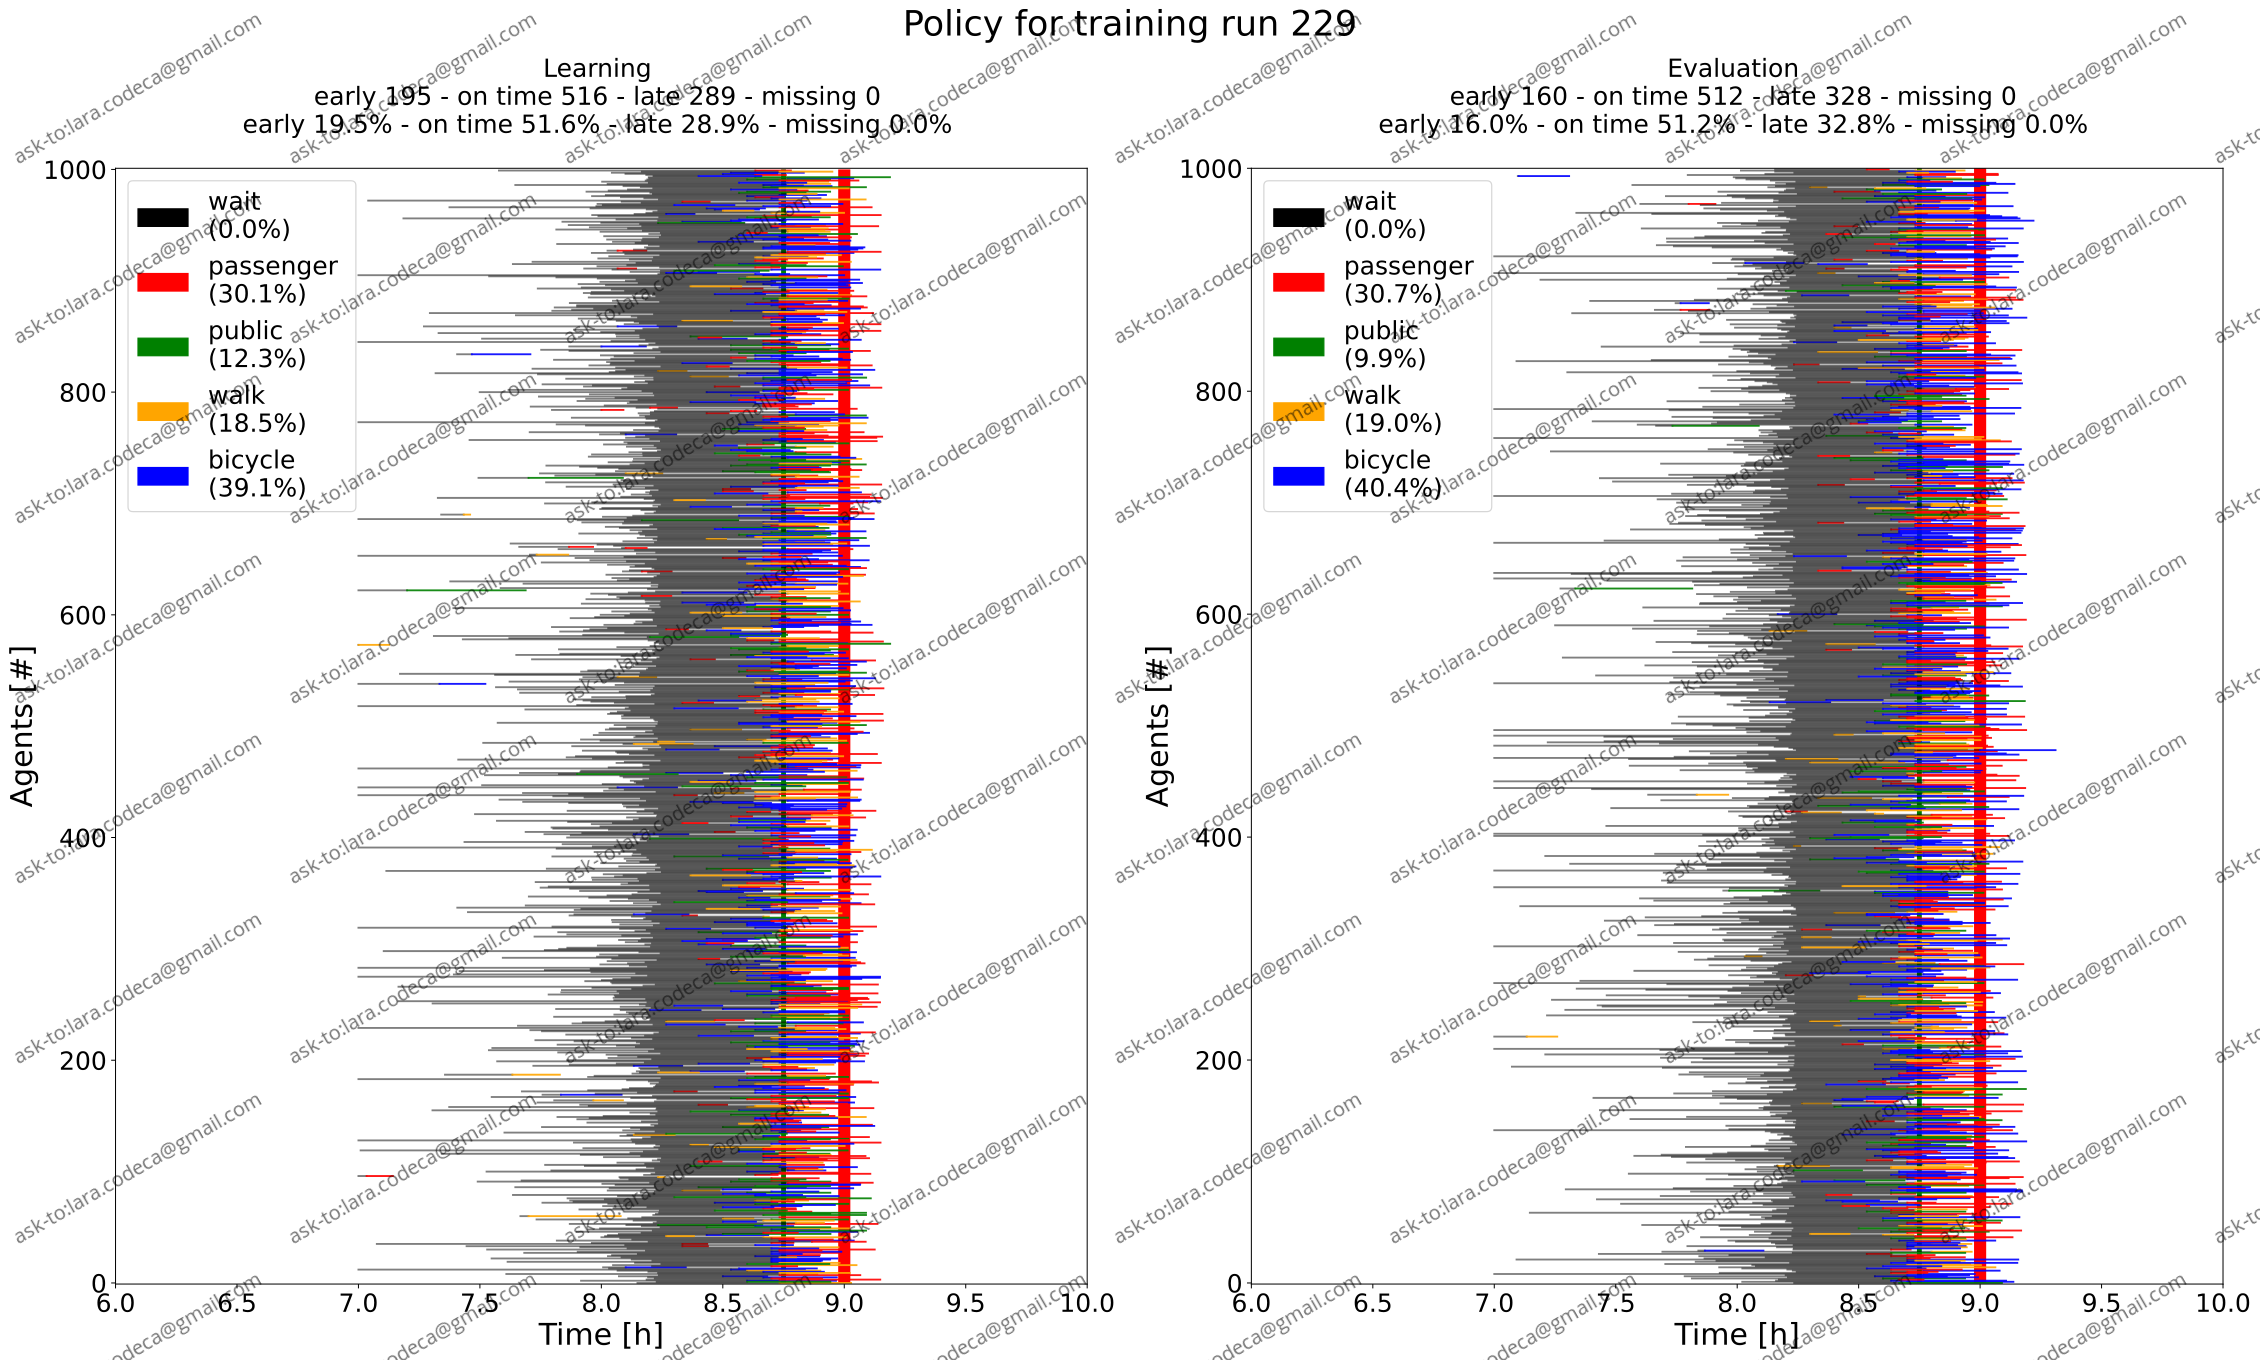 Policy for training run 229
Learning
early 195 - on time 516 - late 289 - missing 0
early 19.5% - on time 51.6% - late 28.9% - missing 0.0%
1000
800
600
400
200
0
Agents [#]
wait
(0.0%)
passenger
(30.1%)
public
(12.3%)
walk
(18.5%)
bicycle
(39.1%)
6.0 6.5 7.0 7.5 8.0 8.5 9.0 9.5 10.0
Time [h]
Evaluation
early 160 - on time 512 - late 328 - missing 0
early 16.0% - on time 51.2% - late 32.8% - missing 0.0%
1000
800
600
400
200
0
Agents [#]
wait
(0.0%)
passenger
(30.7%)
public
(9.9%)
walk
(19.0%)
bicycle
(40.4%)
6.0 6.5 7.0 7.5 8.0 8.5 9.0 9.5 10.0
Time [h]
ask-to:lara.codeca@gmail.com